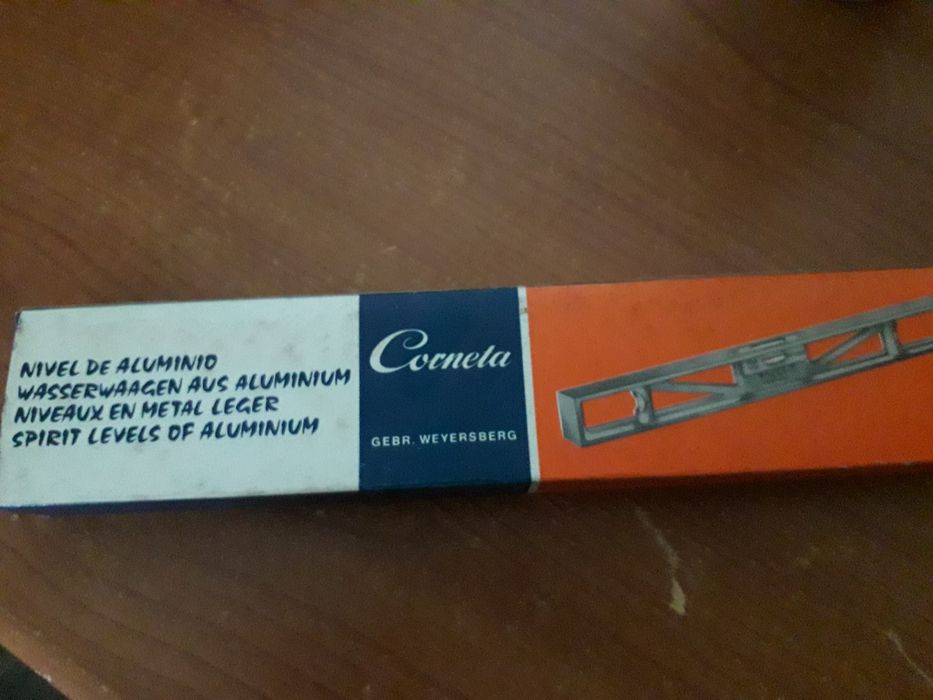 NIVEL DE ALUMINIO
WASSERWAAGEN AUS ALUMINIUM
NIVEAUX EN METAL LEGER
SPIRIT LEVELS OF ALUMINIUM
Corneta
GEBR. WEYERSBERG